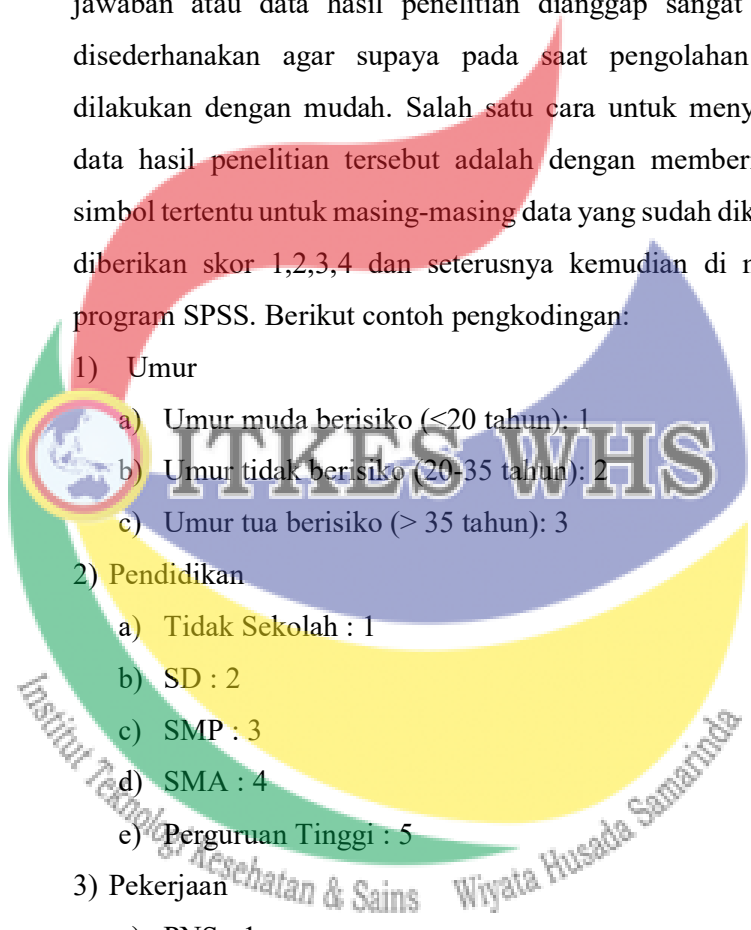 jawaban atau data hasil penelitian dianggap sangat
disederhanakan agar supaya pada saat pengolahan
dilakukan dengan mudah. Salah satu cara untuk
data hasil penelitian tersebut adalah dengan
simbol tertentu untuk masing-masing data yang sudah
diberikan skor 1,2,3,4 dan seterusnya kemudian di
program SPSS. Berikut contoh pengkodingan:
1) Umur
a) Umur muda berisiko (<20 tahun): 1
ITKES WHS
b) Umur tidak berisiko (20-35 tahun): 2
c) Umur tua berisiko (> 35 tahun): 3
2) Pendidikan
a) Tidak Sekolah : 1
b) SD : 2
c) SMP : 3
d) SMA : 4
e) Perguruan Tinggi : 5
Institut Teknologi Kesehatan & Sains Wiyata Husada Samarinda
3) Pekerjaan